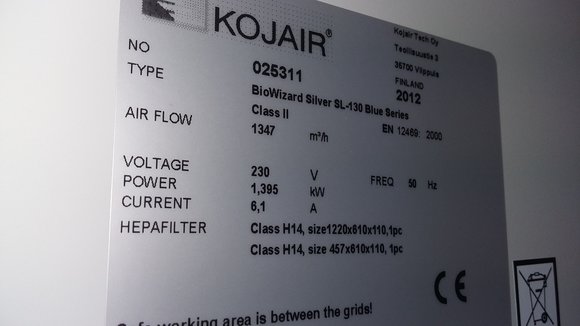 KOJAIR®
Kojair Tech Oy
Teollisuustie 3
35700 Vilppula
FINLAND
2012
NO 025311
TYPE BioWizard Silver SL-130 Blue Series
Class II
AIR FLOW 1347 m³/h EN 12469: 2000
VOLTAGE 230 V FREQ 50 Hz
POWER 1,395 kW
CURRENT 6,1 A
HEPAFILTER Class H14, size1220x610x110,1pc
Class H14, size 457x610x110, 1pc
CE
working area is between the grids!